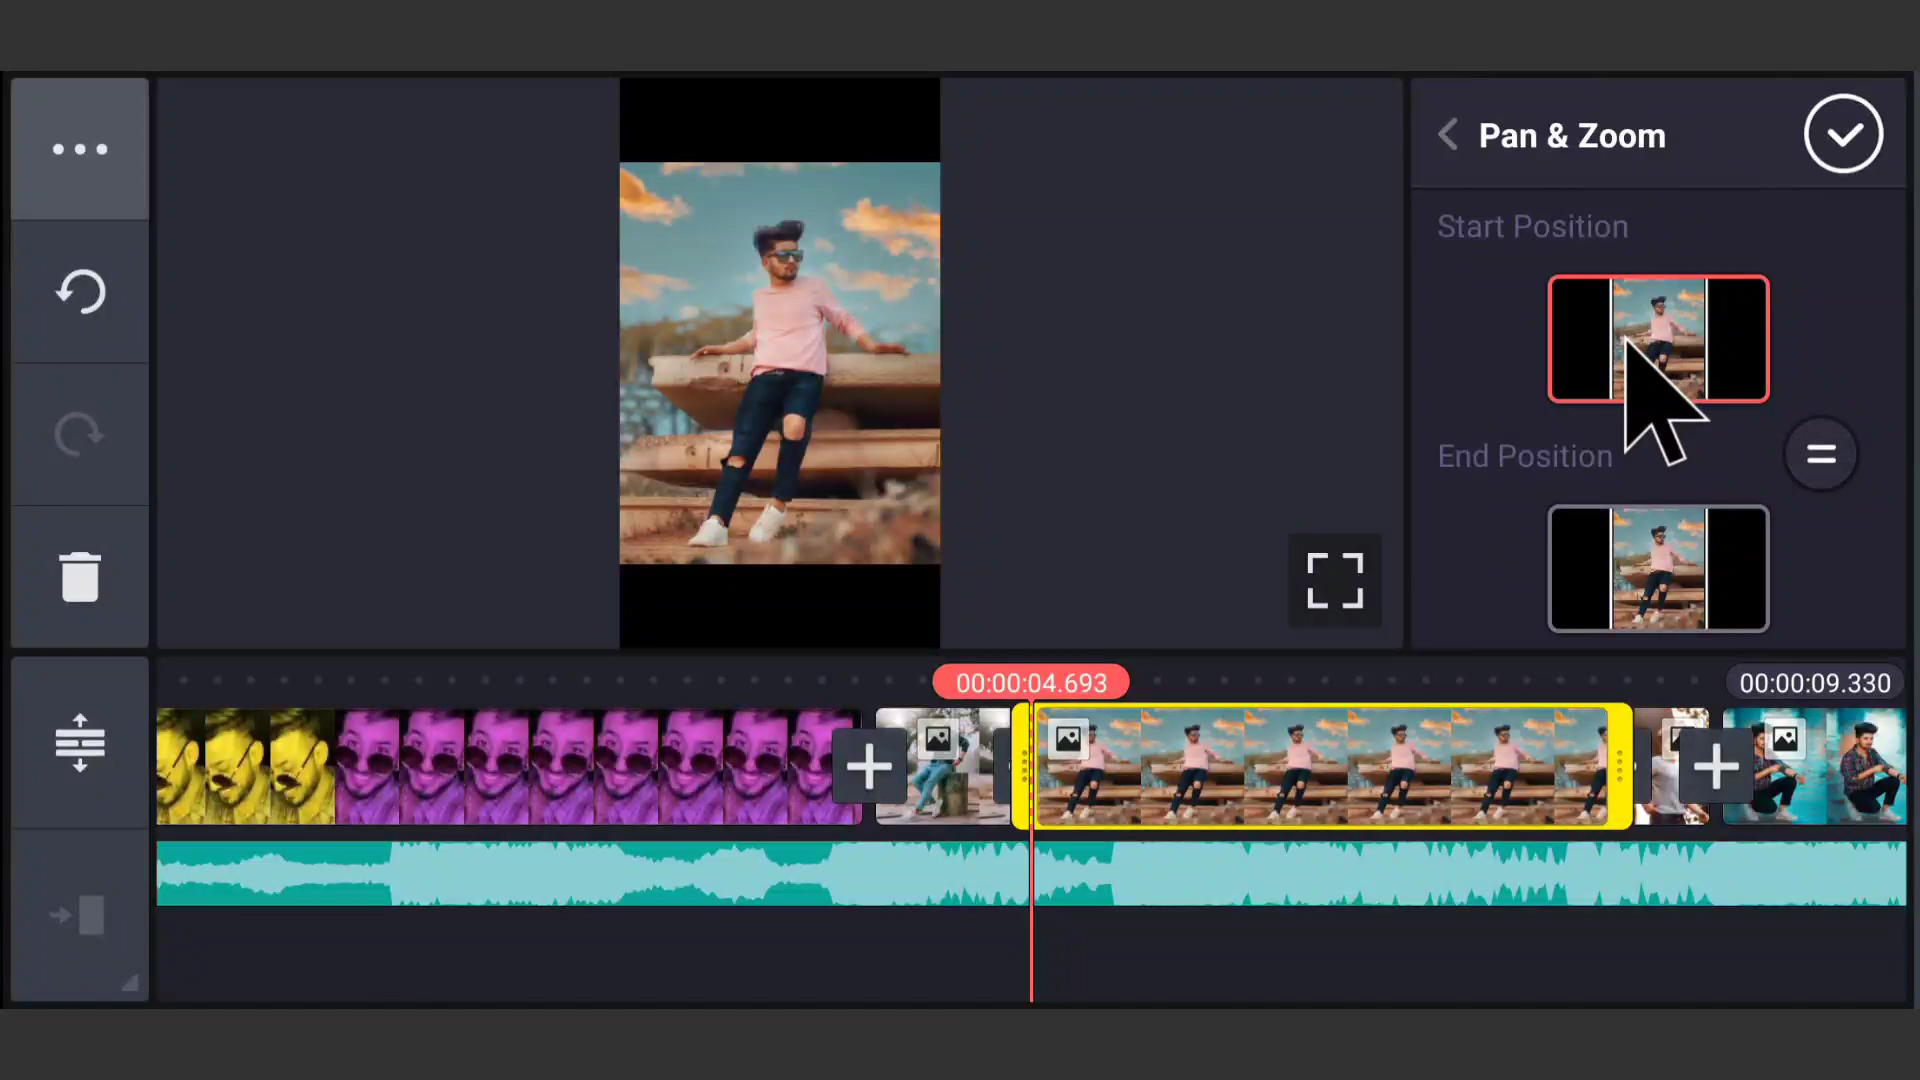 Pan & Zoom
Start Position
End Position
00:00:04.693
00:00:09.330